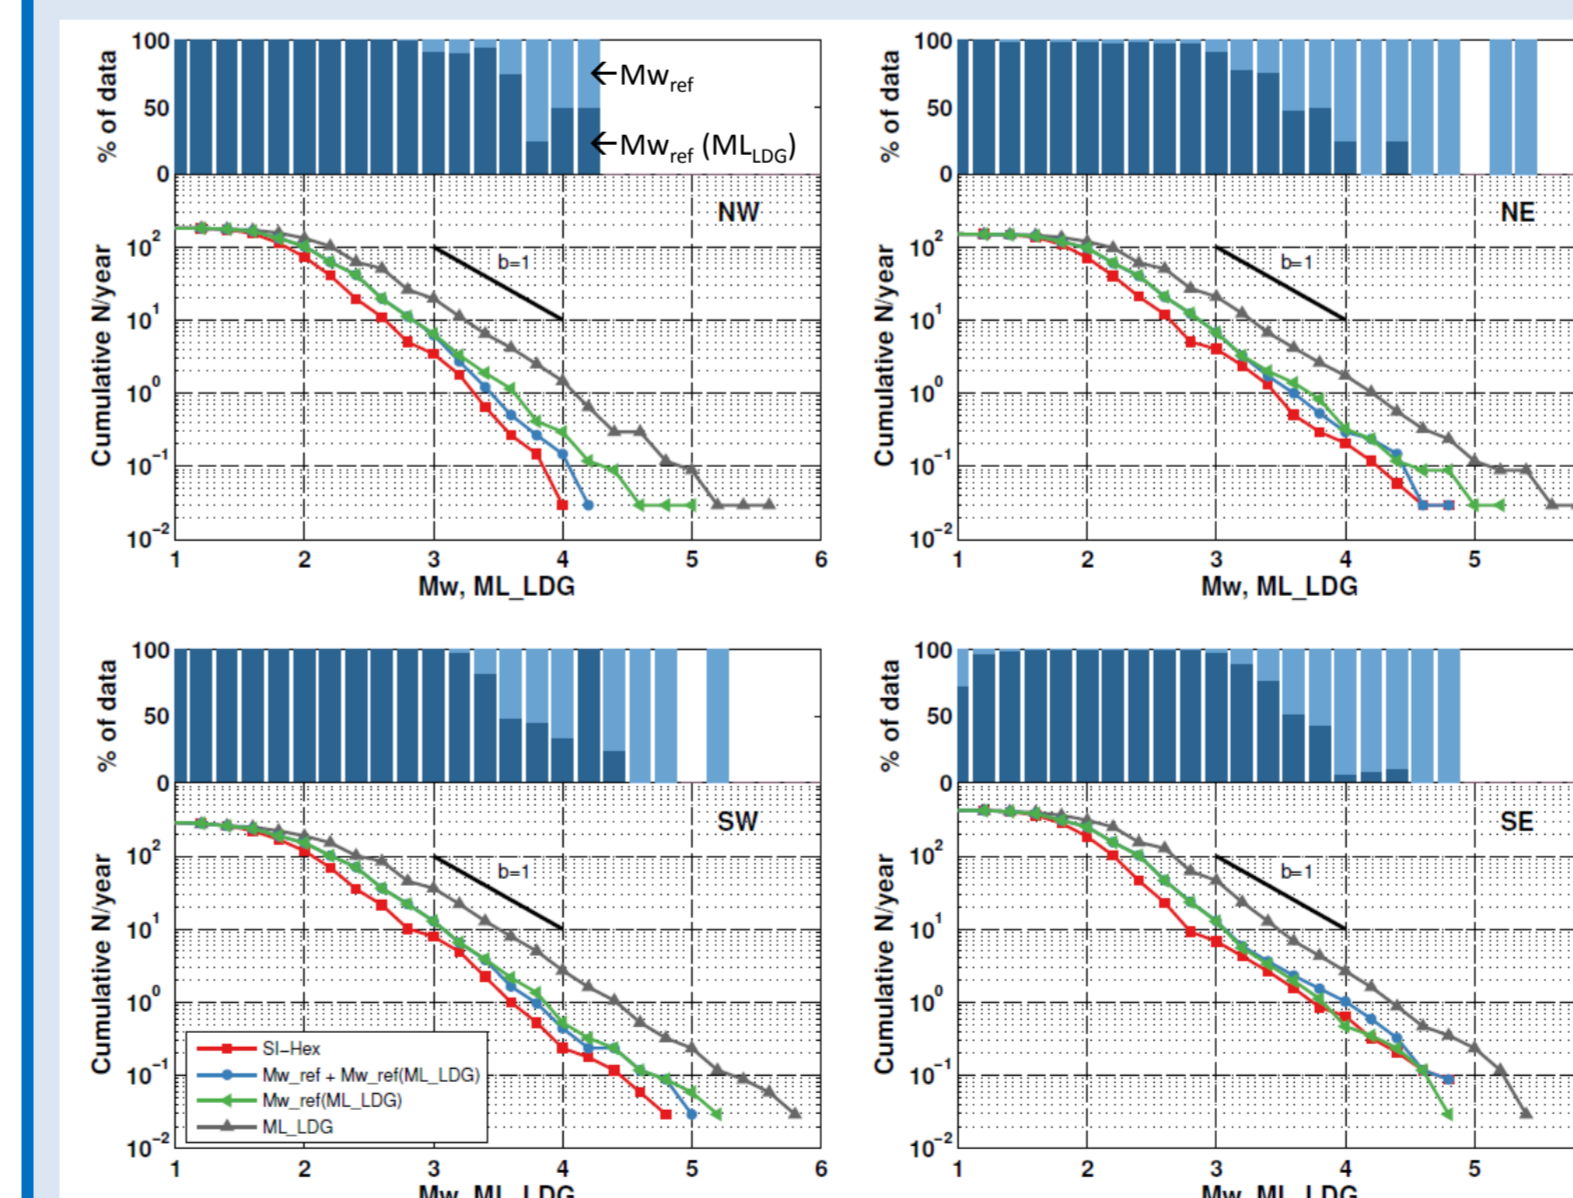 % of data
100
50
0
←Mw_ref
←Mw_ref (ML_LDG)
Cumulative N/year
10^2
10^1
10^0
10^−1
10^−2
NW
b=1
1 2 3 4 5 6
Mw, ML_LDG
% of data
100
50
0
Cumulative N/year
10^2
10^1
10^0
10^−1
10^−2
NE
b=1
1 2 3 4 5
Mw, ML_LDG
% of data
100
50
0
Cumulative N/year
10^2
10^1
10^0
10^−1
10^−2
SW
b=1
SI−Hex
Mw_ref + Mw_ref(ML_LDG)
Mw_ref(ML_LDG)
ML_LDG
1 2 3 4 5 6
Mw, ML_LDG
% of data
100
50
0
Cumulative N/year
10^2
10^1
10^0
10^−1
10^−2
SE
b=1
1 2 3 4 5
Mw, ML_LDG